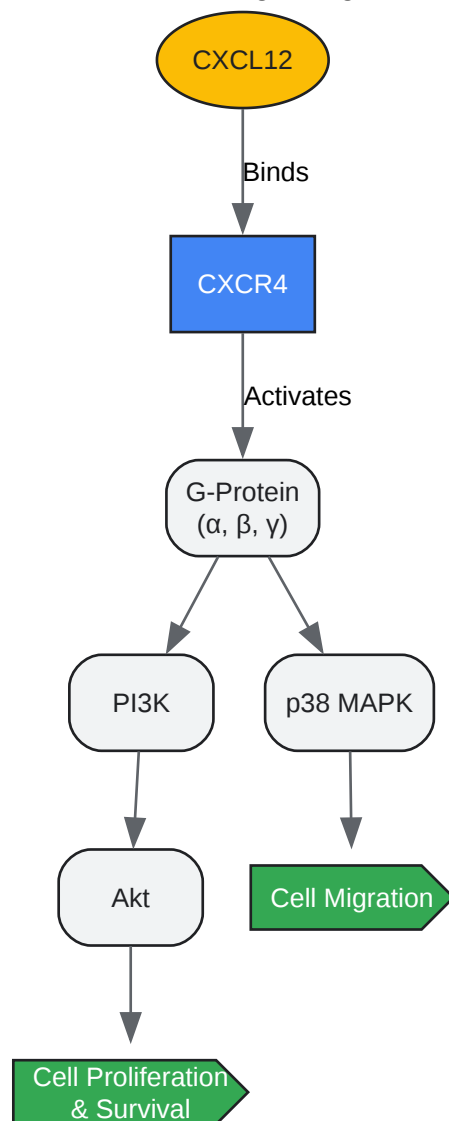 CXCL12
Binds
CXCR4
Activates
G-Protein
(α, β, γ)
PI3K
p38 MAPK
Akt
Cell Migration
Cell Proliferation
& Survival